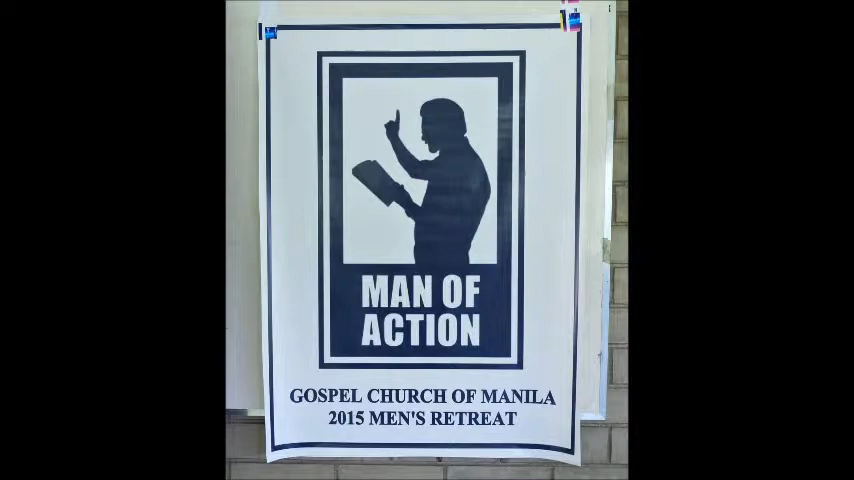 MAN OF
ACTION
GOSPEL CHURCH OF MANILA
2015 MEN'S RETREAT